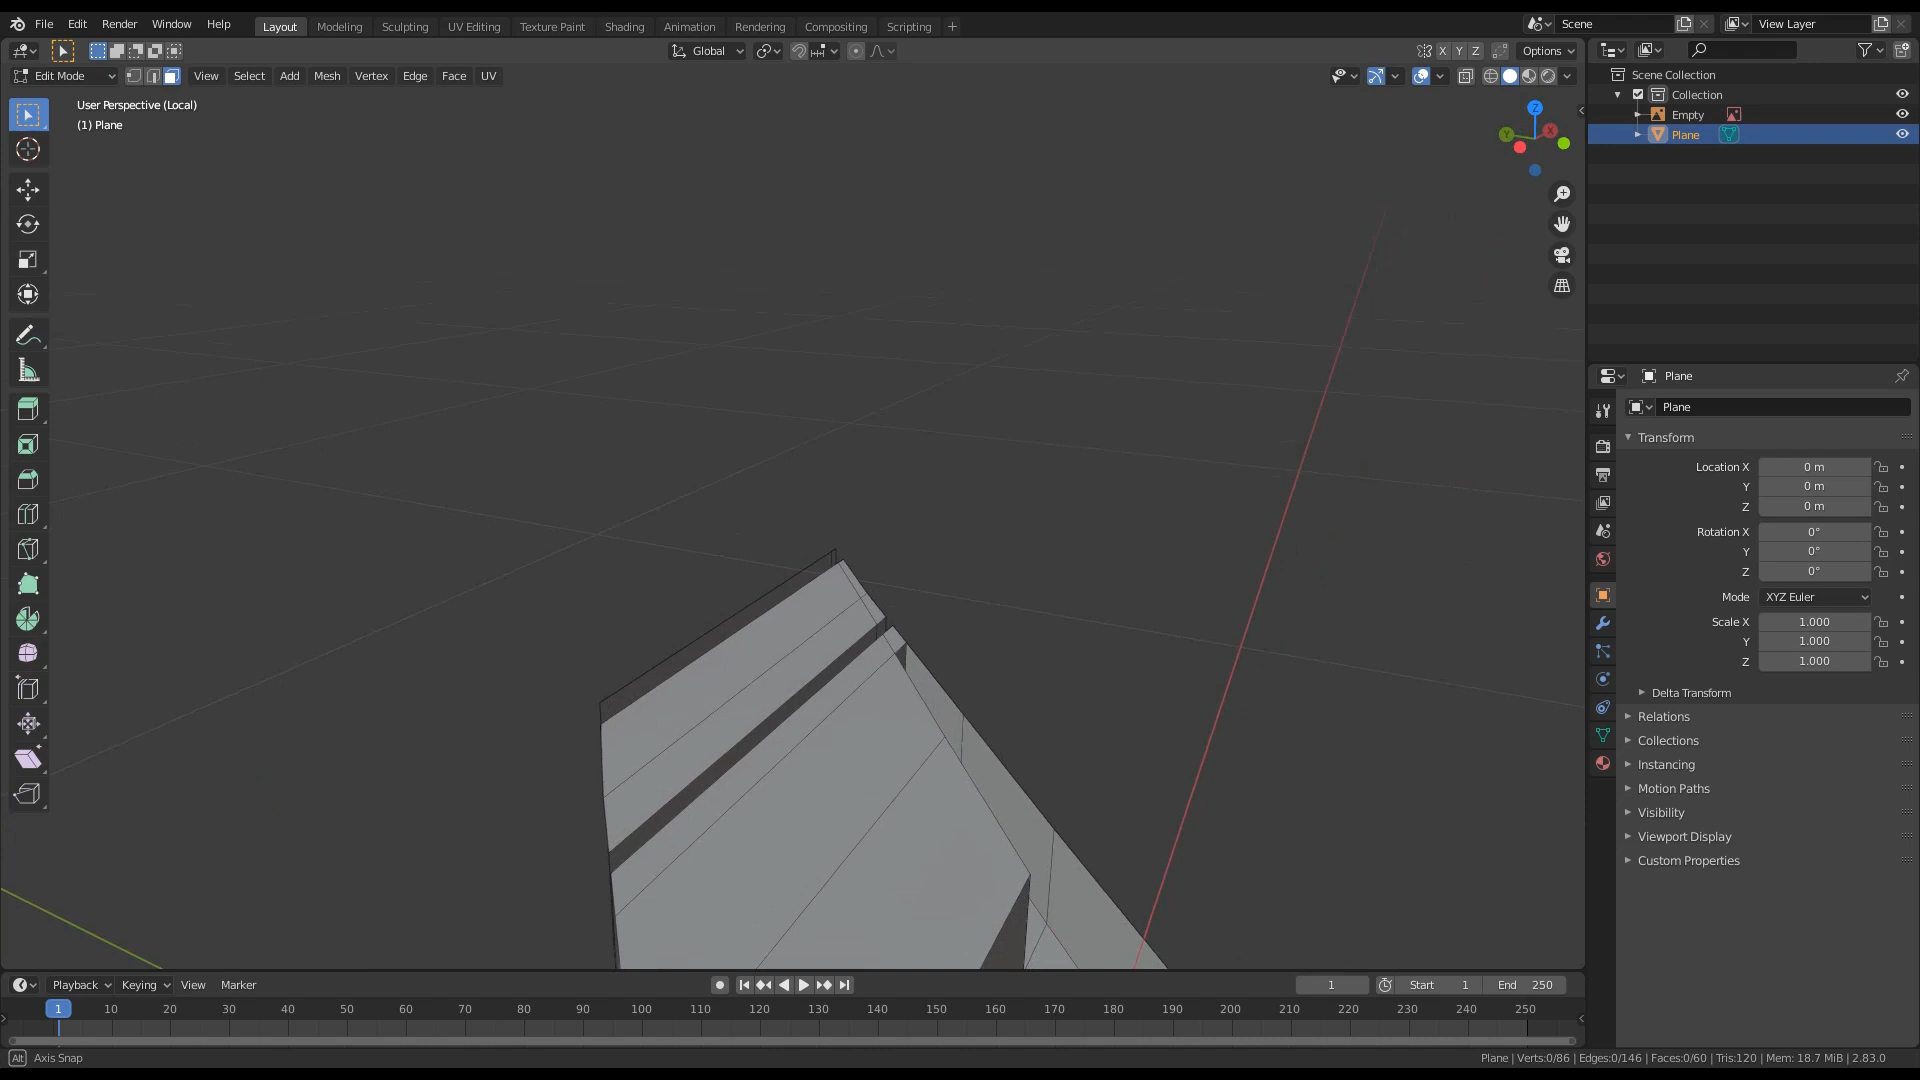 File Edit Render Window Help Layout Modeling Sculpting UV Editing Texture Paint Shading Animation Rendering Compositing Scripting + Scene View Layer
Global X Y Z Options
Edit Mode View Select Add Mesh Vertex Edge Face UV
User Perspective (Local)
(1) Plane
Z
Y
X
Scene Collection
Collection
Empty
Plane
Plane
Plane
Transform
Location X 0 m
Y 0 m
Z 0 m
Rotation X 0°
Y 0°
Z 0°
Mode XYZ Euler
Scale X 1.000
Y 1.000
Z 1.000
Delta Transform
Relations
Collections
Instancing
Motion Paths
Visibility
Viewport Display
Custom Properties
Playback Keying View Marker 1 Start 1 End 250
1 10 20 30 40 50 60 70 80 90 100 110 120 130 140 150 160 170 180 190 200 210 220 230 240 250
Alt Axis Snap
Plane | Verts:0/86 | Edges:0/146 | Faces:0/60 | Tris:120 | Mem: 18.7 MiB | 2.83.0